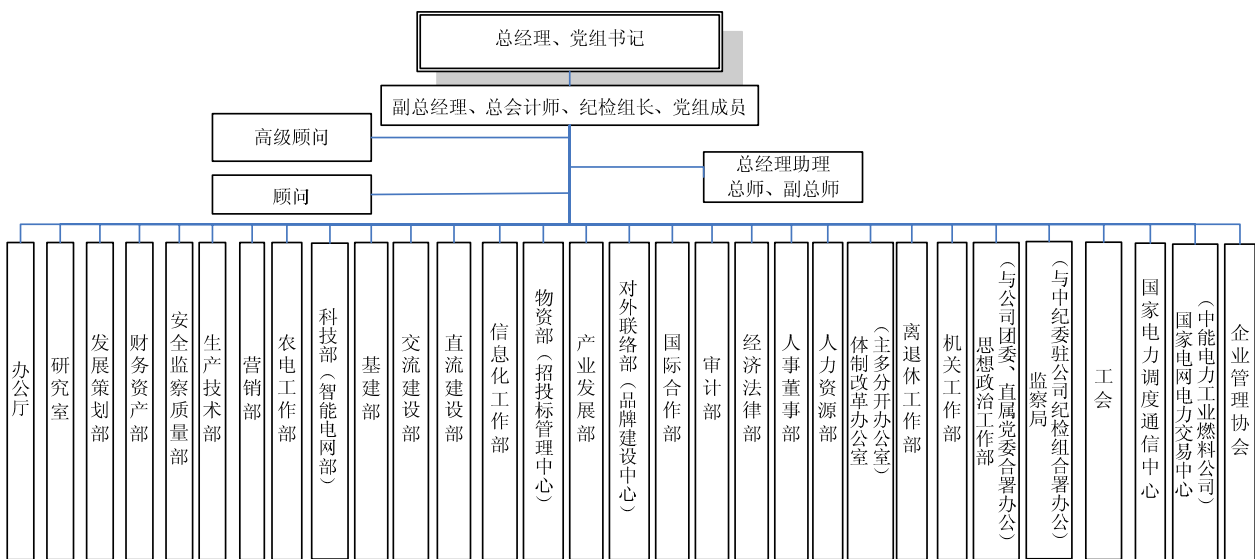 总经理、党组书记
副总经理、总会计师、纪检组长、党组成员
高级顾问
总经理助理
总师、副总师
顾问
办公厅
研究室
发展策划部
财务资产部
安全监察质量部
生产技术部
营销部
农电工作部
科技部（智能电网部）
基建部
交流建设部
直流建设部
信息化工作部
物资部（招投标管理中心）
产业发展部
对外联络部（品牌建设中心）
国际合作部
审计部
经济法律部
人事董事部
人力资源部
体制改革办公室
（主多分开办公室）
离退休工作部
机关工作部
思想政治工作部
（与公司团委、直属党委合署办公）
监察局
（与中纪委驻公司纪检组合署办公）
工会
国家电力调度通信中心
国家电网电力交易中心
（中能电力工业燃料公司）
企业管理协会